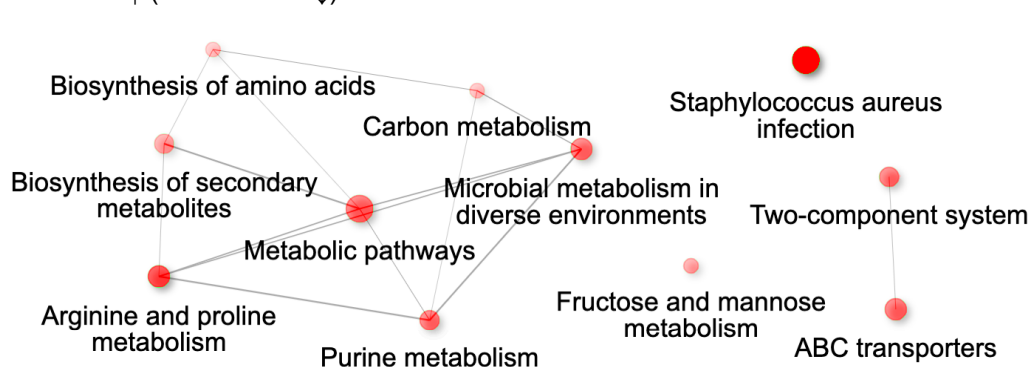 Biosynthesis of amino acids
Staphylococcus aureus
infection
Carbon metabolism
Biosynthesis of secondary
metabolites
Microbial metabolism in
diverse environments
Two-component system
Metabolic pathways
Fructose and mannose
metabolism
Arginine and proline
metabolism
Purine metabolism
ABC transporters